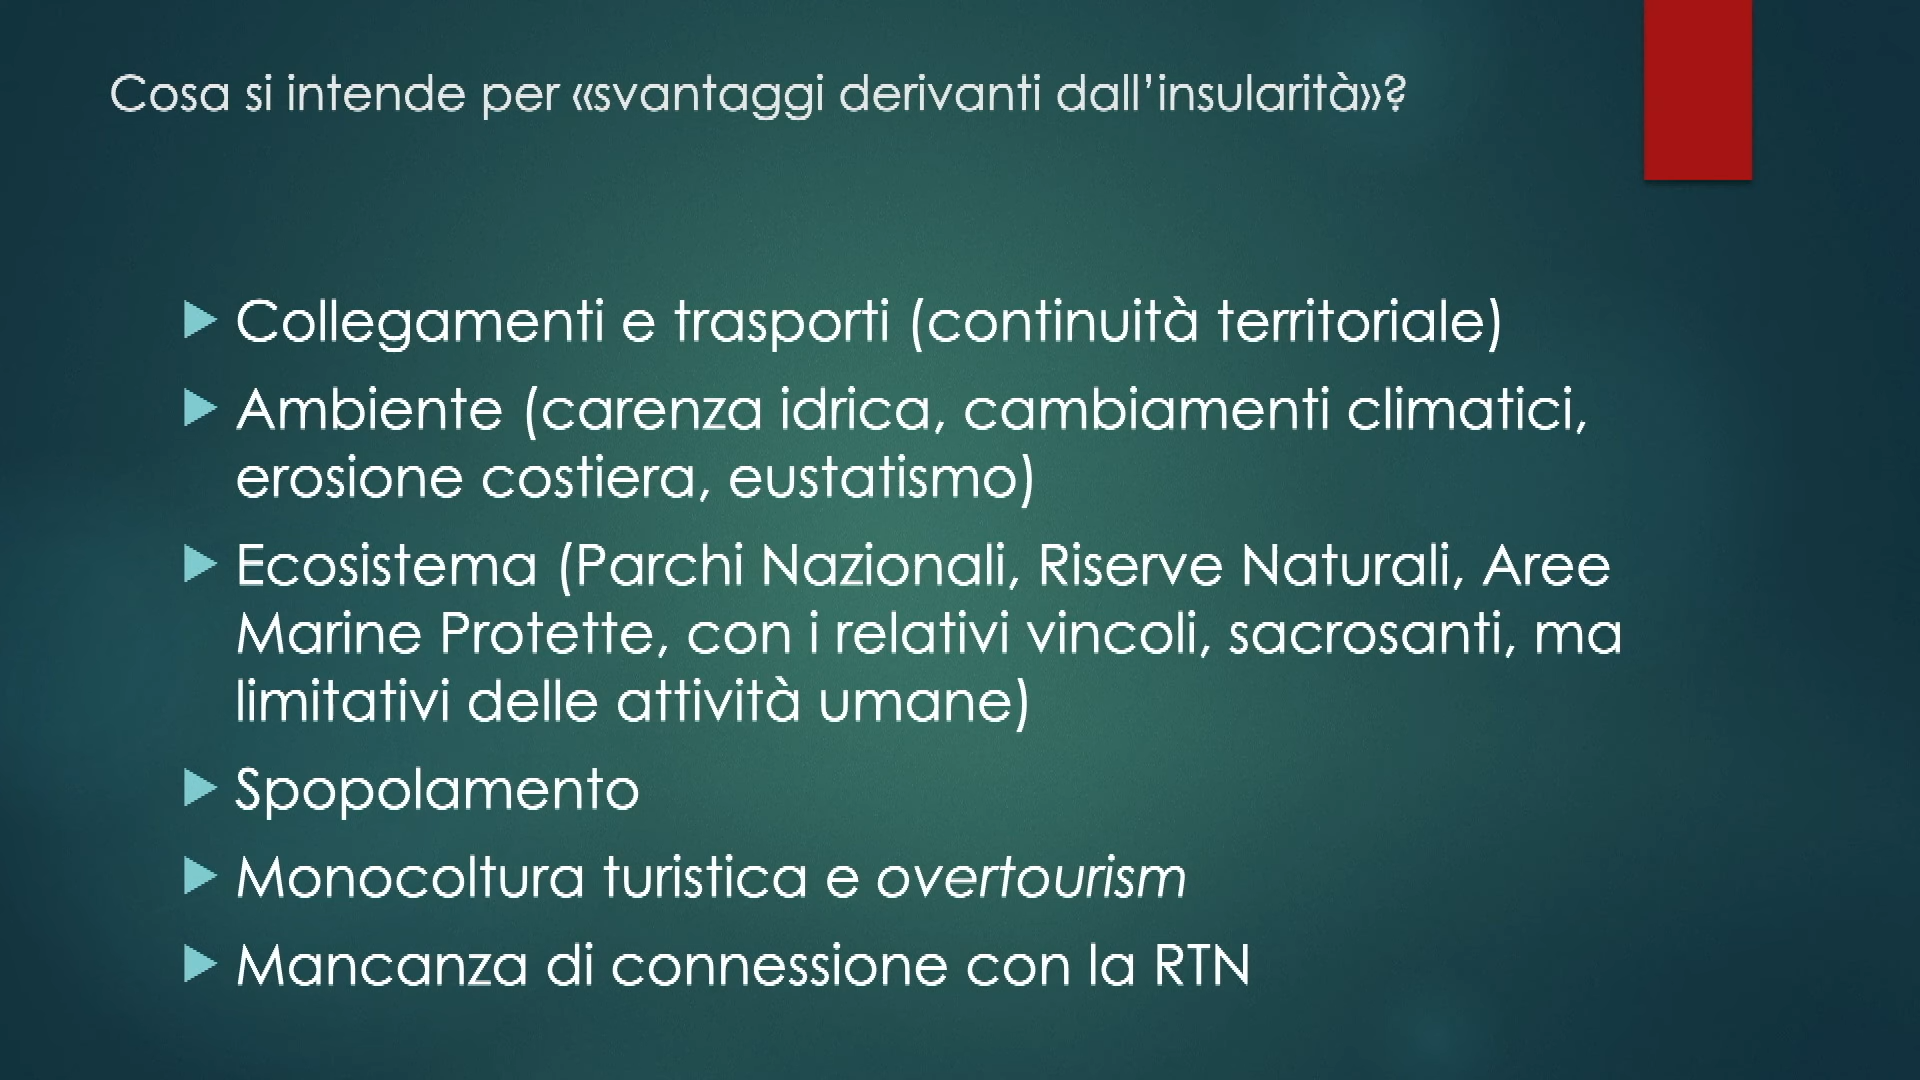 Cosa si intende per «svantaggi derivanti dall’insularità»?
Collegamenti e trasporti (continuità territoriale)
Ambiente (carenza idrica, cambiamenti climatici,
erosione costiera, eustatismo)
Ecosistema (Parchi Nazionali, Riserve Naturali, Aree
Marine Protette, con i relativi vincoli, sacrosanti, ma
limitativi delle attività umane)
Spopolamento
Monocoltura turistica e overtourism
Mancanza di connessione con la RTN